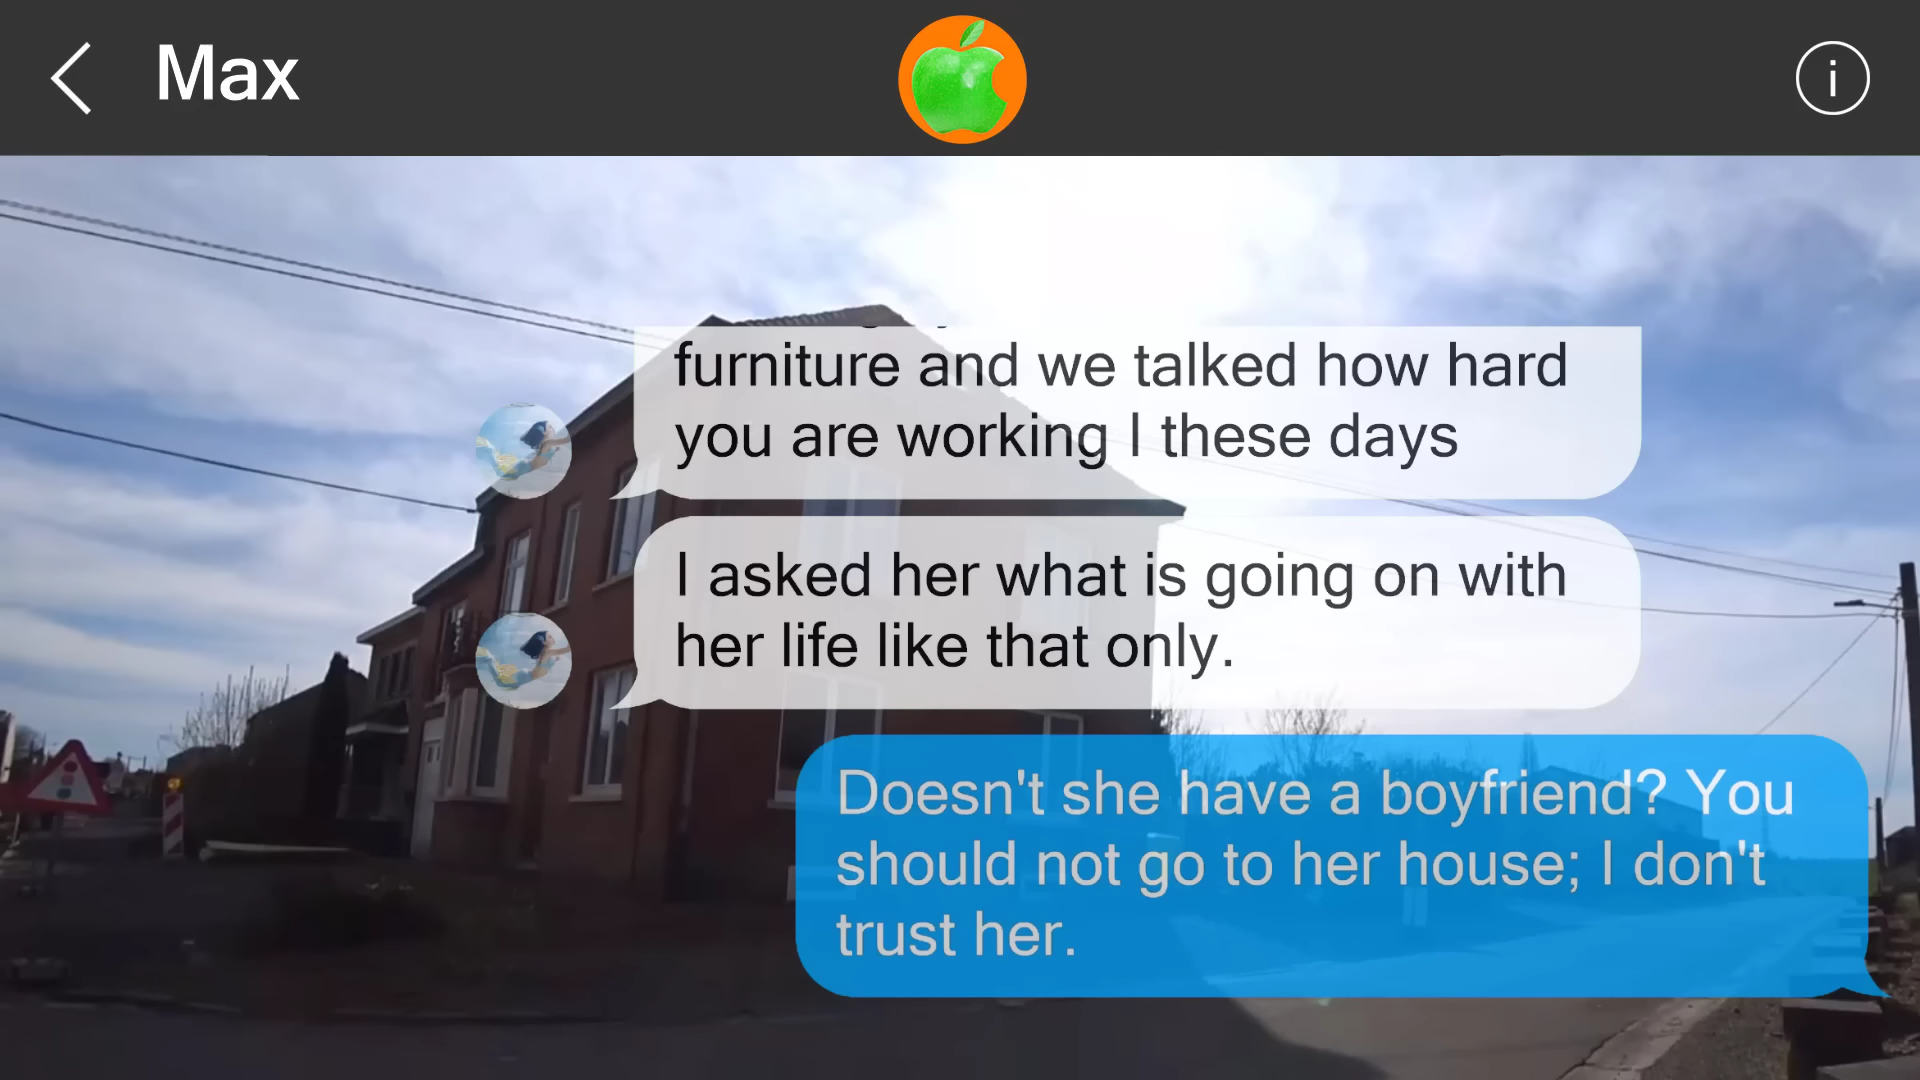 Max
furniture and we talked how hard
you are working I these days
I asked her what is going on with
her life like that only.
Doesn't she have a boyfriend? You
should not go to her house; I don't
trust her.